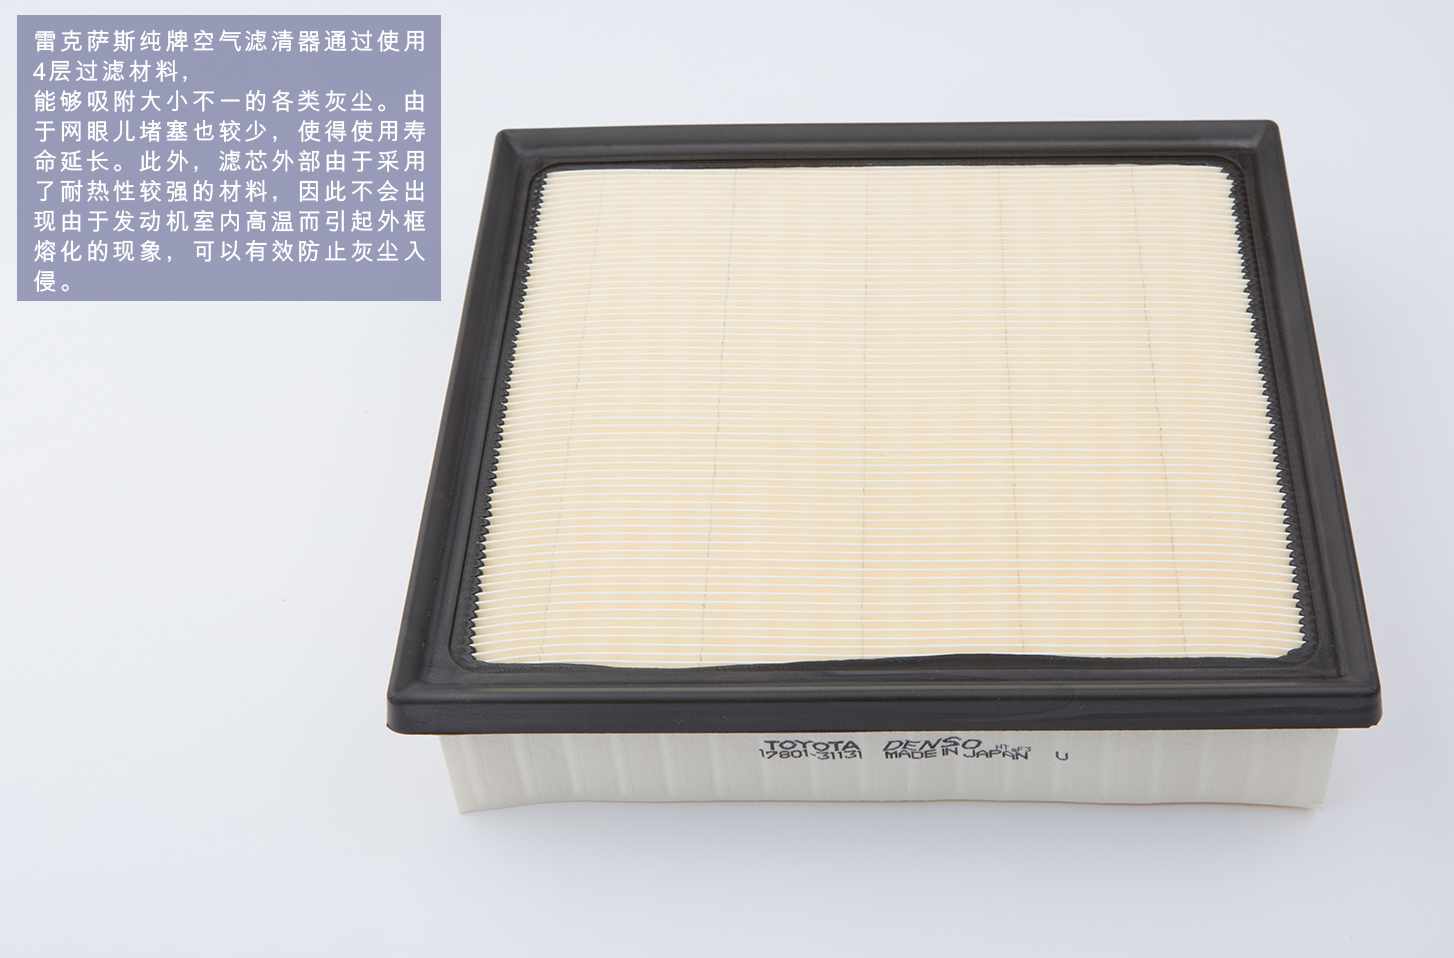 雷克萨斯纯牌空气滤清器通过使用
4层过滤材料,
能够吸附大小不一的各类灰尘。由
于网眼儿堵塞也较少, 使得使用寿
命延长。此外, 滤芯外部由于采用
了耐热性较强的材料, 因此不会出
现由于发动机室内高温而引起外框
熔化的现象, 可以有效防止灰尘入
侵。
TOYOTA DENSO HT-F3
17801-31131 MADE IN JAPAN U